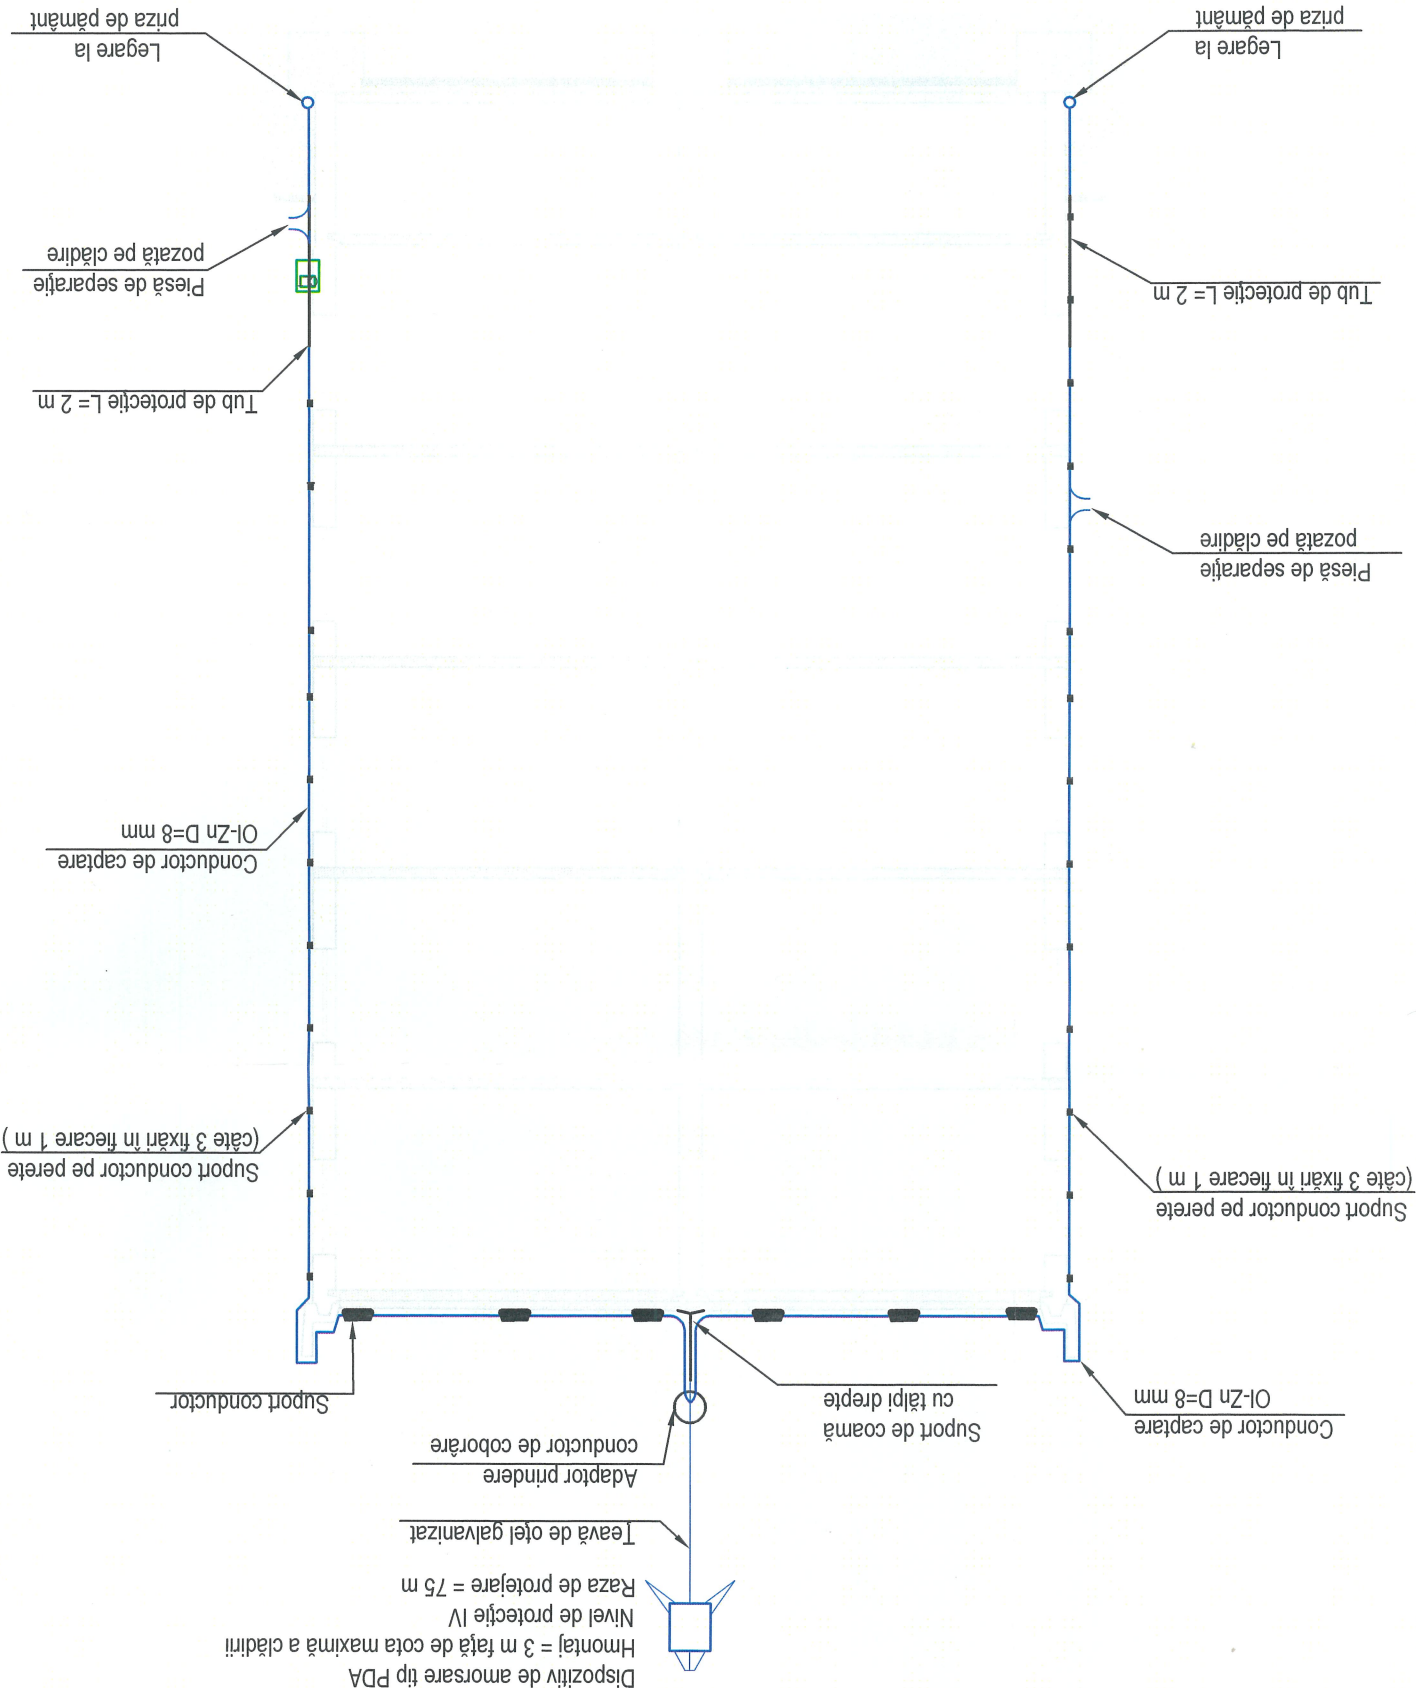 Dispozitiv de amorsare tip PDA
Hmontaj = 3 m față de cota maximă a clădirii
Nivel de protecție IV
Raza de protejare = 75 m
Țeavă de oțel galvanizat
Adaptor prindere
conductor de coborâre
Suport de coamă
cu tălpi drepte
Suport conductor
Conductor de captare
Ol-Zn D=8 mm
Suport conductor pe perete
(câte 3 fixări în fiecare 1 m )
Suport conductor pe perete
(câte 3 fixări în fiecare 1 m )
Conductor de captare
Ol-Zn D=8 mm
Piesă de separație
pozată pe clădire
Tub de protecție L= 2 m
Tub de protecție L= 2 m
Piesă de separație
pozată pe clădire
Legare la
priza de pământ
Legare la
priza de pământ